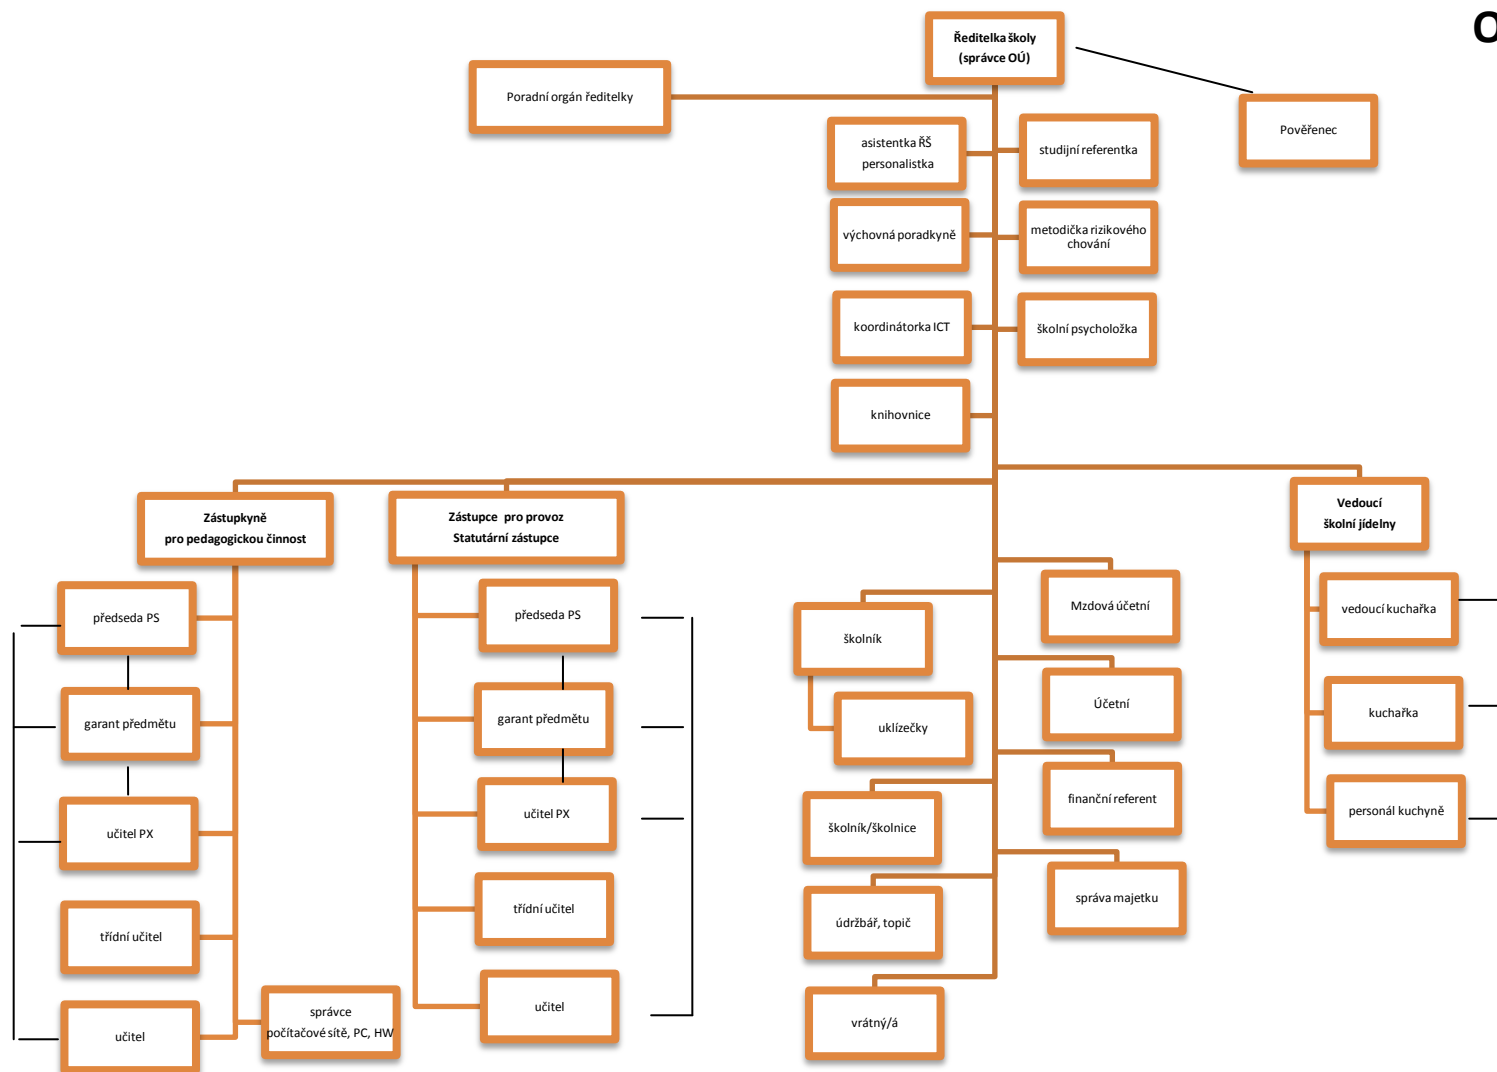 O
Ředitelka školy
(správce OÚ)
Poradní orgán ředitelky
Pověřenec
asistentka ŘŠ
personalistka
studijní referentka
výchovná poradkyně
metodička rizikového
chování
koordinátorka ICT
školní psycholožka
knihovnice
Zástupkyně
pro pedagogickou činnost
Zástupce pro provoz
Statutární zástupce
Vedoucí
školní jídelny
předseda PS
garant předmětu
učitel PX
třídní učitel
učitel
správce
počítačové sítě, PC, HW
předseda PS
garant předmětu
učitel PX
třídní učitel
učitel
školník
uklízečky
školník/školnice
údržbář, topič
vrátný/á
Mzdová účetní
Účetní
finanční referent
správa majetku
vedoucí kuchařka
kuchařka
personál kuchyně